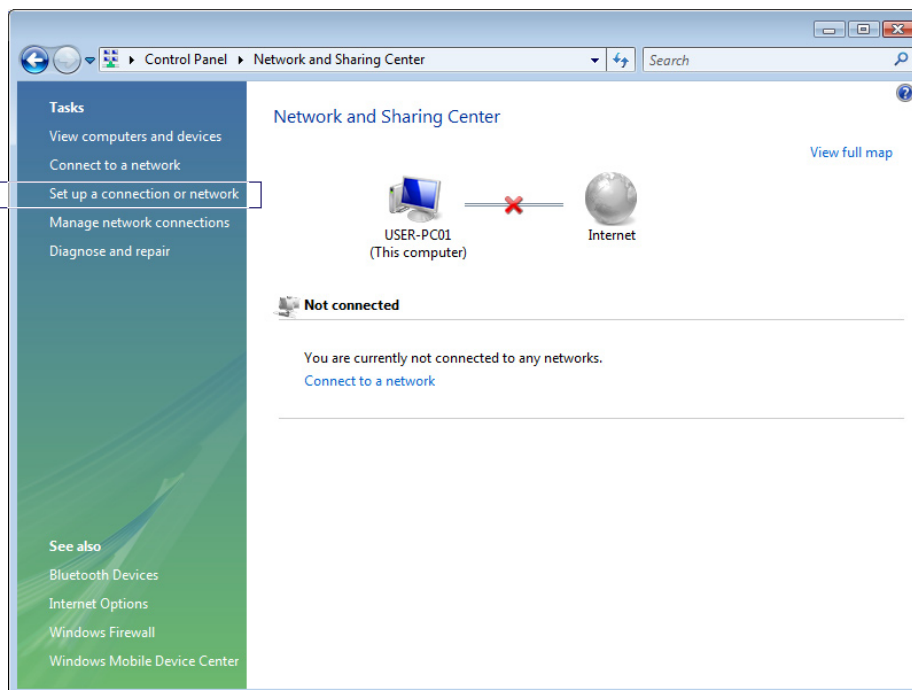 Control Panel
Network and Sharing Center
Search
Tasks
View computers and devices
Connect to a network
Set up a connection or network
Manage network connections
Diagnose and repair
See also
Bluetooth Devices
Internet Options
Windows Firewall
Windows Mobile Device Center
Network and Sharing Center
View full map
USER-PC01
(This computer)
Internet
Not connected
You are currently not connected to any networks.
Connect to a network